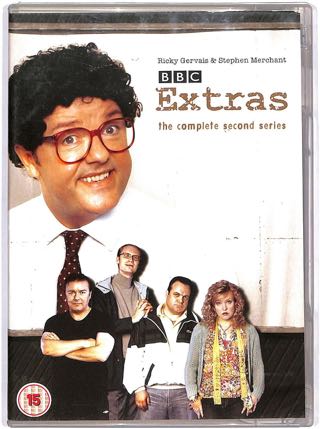 Ricky Gervais & Stephen Merchant
BBC
Extras
the complete second series
15